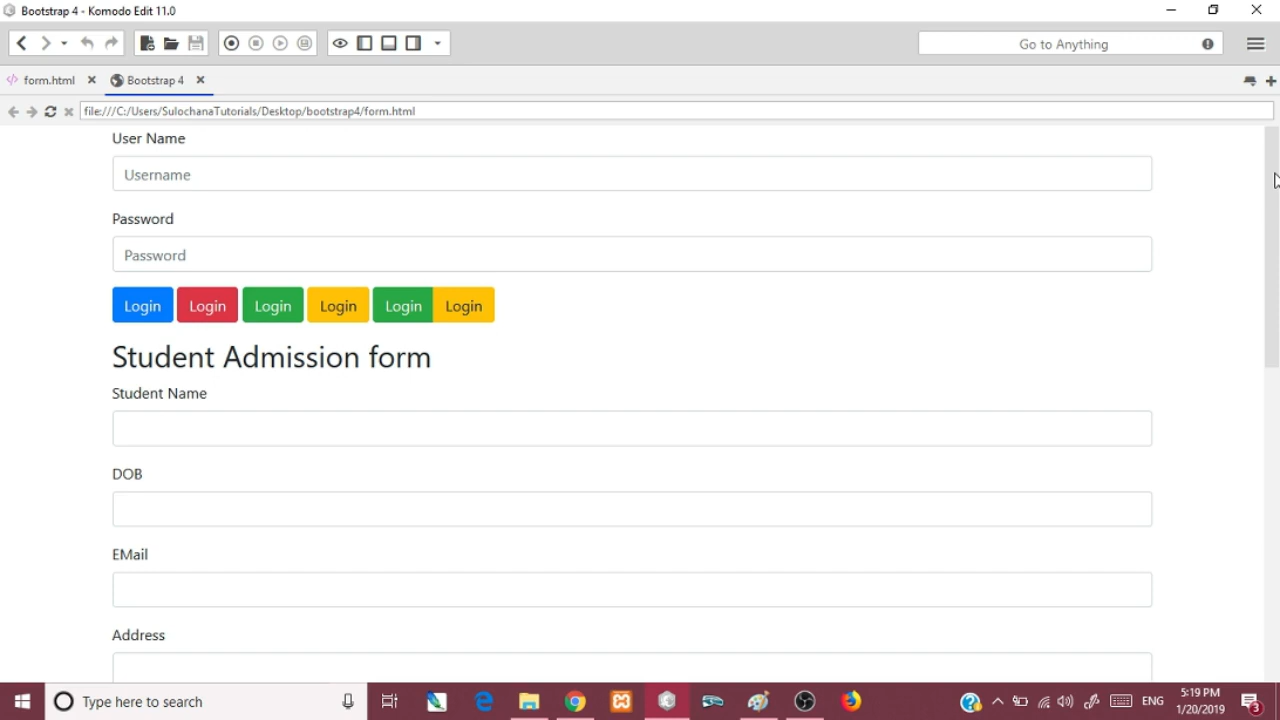 Bootstrap 4 - Komodo Edit 11.0
Go to Anything
form.html
Bootstrap 4
file:///C:/Users/SulochanaTutorials/Desktop/bootstrap4/form.html
User Name
Username
Password
Password
Login Login Login Login Login Login
Student Admission form
Student Name
DOB
EMail
Address
Type here to search
ENG
5:19 PM
1/20/2019
3